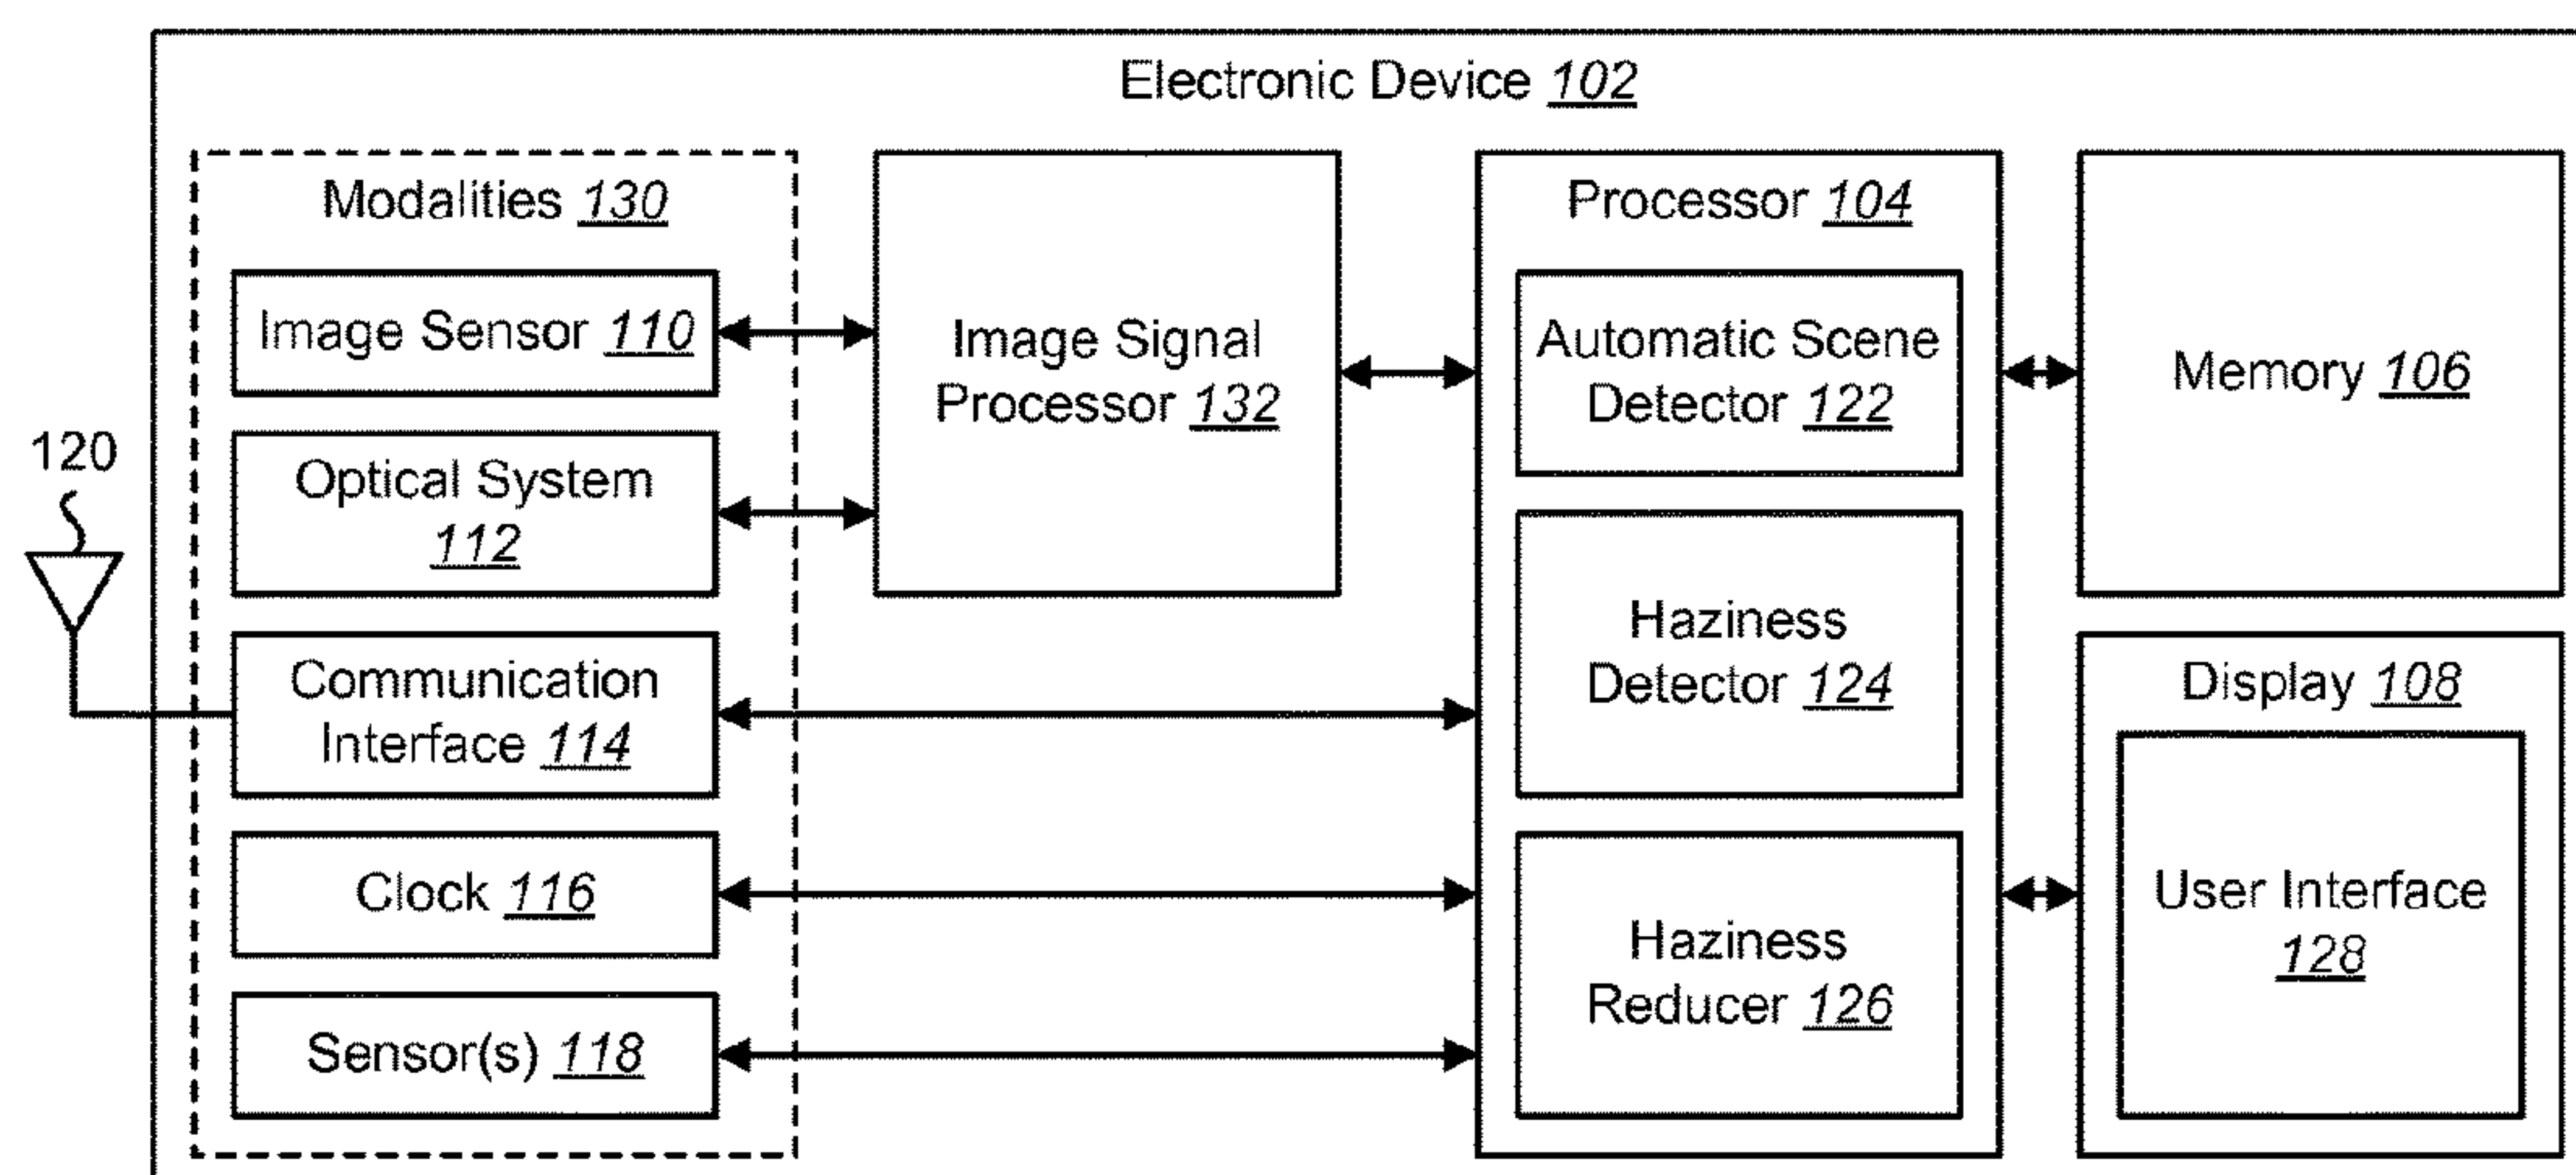 Electronic Device 102
Modalities 130
Image Sensor 110
Optical System
112
Communication
Interface 114
Clock 116
Sensor(s) 118
120
Image Signal
Processor 132
Processor 104
Automatic Scene
Detector 122
Haziness
Detector 124
Haziness
Reducer 126
Memory 106
Display 108
User Interface
128